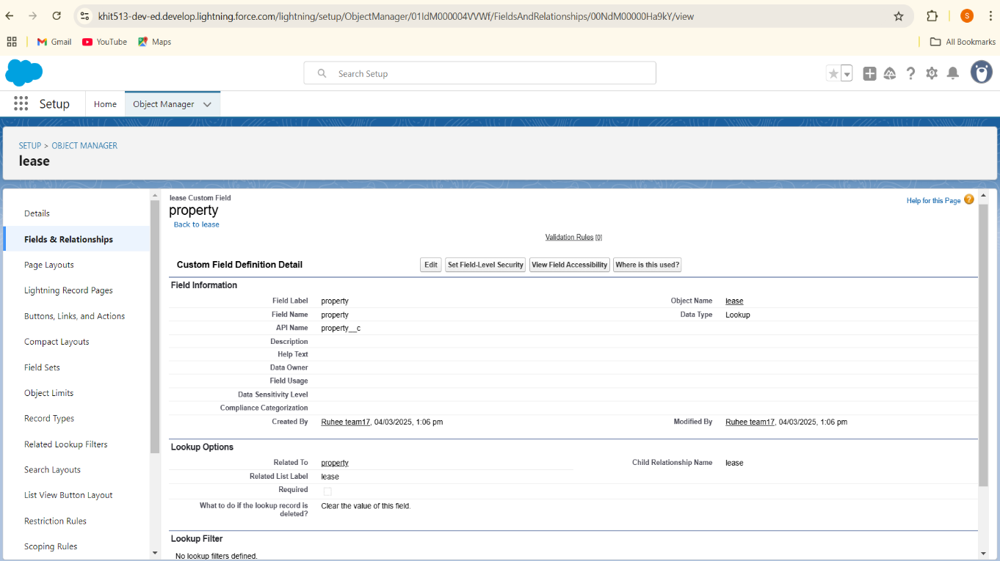 khit513-dev-ed.develop.lightning.force.com/lightning/setup/ObjectManager/01IdM000004VVWf/FieldsAndRelationships/00NdM00000Ha9kY/view
S
Gmail YouTube Maps All Bookmarks
Search Setup
Setup Home Object Manager
SETUP > OBJECT MANAGER
lease
Details
Fields & Relationships
Page Layouts
Lightning Record Pages
Buttons, Links, and Actions
Compact Layouts
Field Sets
Object Limits
Record Types
Related Lookup Filters
Search Layouts
List View Button Layout
Restriction Rules
Scoping Rules
lease Custom Field
property
Back to lease
Help for this Page ?
Validation Rules [0]
Custom Field Definition Detail Edit Set Field-Level Security View Field Accessibility Where is this used?
Field Information
Field Label property Object Name lease
Field Name property Data Type Lookup
API Name property__c
Description
Help Text
Data Owner
Field Usage
Data Sensitivity Level
Compliance Categorization
Created By Ruhee team17, 04/03/2025, 1:06 pm Modified By Ruhee team17, 04/03/2025, 1:06 pm
Lookup Options
Related To property Child Relationship Name lease
Related List Label lease
Required
What to do if the lookup record is Clear the value of this field.
deleted?
Lookup Filter
No lookup filters defined.